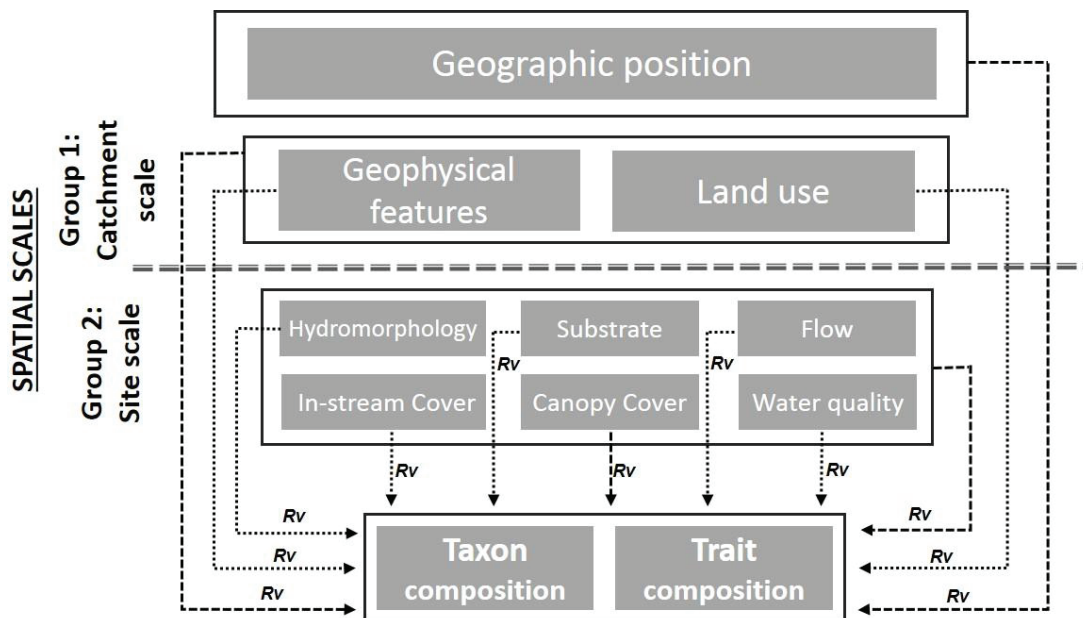 Geographic position
SPATIAL SCALES
Group 1:
Catchment
scale
Geophysical
features
Land use
Group 2:
Site scale
Hydromorphology
Substrate
Flow
Rv
Rv
In-stream Cover
Canopy Cover
Water quality
Rv
Rv
Rv
Rv
Rv
Taxon
composition
Trait
composition
Rv
Rv
Rv
Rv